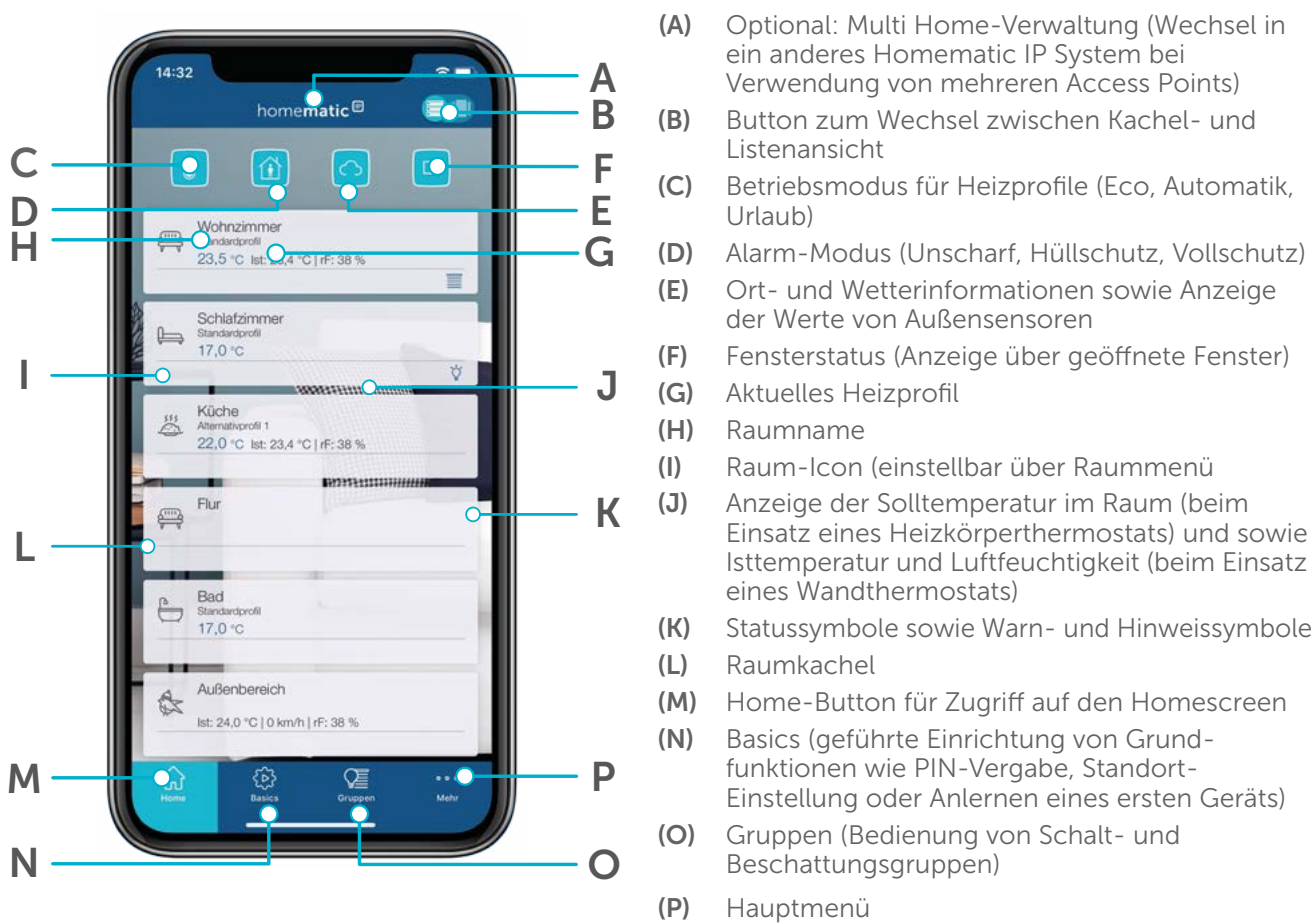 14:32
homematic IP
A
B
C
F
D
E
H
G
I
J
K
L
M
P
N
O
Wohnzimmer
Standardprofil
23,5 °C Ist: 23,4 °C | rF: 38 %
Schlafzimmer
Standardprofil
17,0 °C
Küche
Alternativprofil 1
22,0 °C Ist: 23,4 °C | rF: 38 %
Flur
Bad
Standardprofil
17,0 °C
Außenbereich
Ist: 24,0 °C | 0 km/h | rF: 38 %
Home
Basics
Gruppen
Mehr
(A) Optional: Multi Home-Verwaltung (Wechsel in
ein anderes Homematic IP System bei
Verwendung von mehreren Access Points)
(B) Button zum Wechsel zwischen Kachel- und
Listenansicht
(C) Betriebsmodus für Heizprofile (Eco, Automatik,
Urlaub)
(D) Alarm-Modus (Unscharf, Hüllschutz, Vollschutz)
(E) Ort- und Wetterinformationen sowie Anzeige
der Werte von Außensensoren
(F) Fensterstatus (Anzeige über geöffnete Fenster)
(G) Aktuelles Heizprofil
(H) Raumname
(I) Raum-Icon (einstellbar über Raummenü
(J) Anzeige der Solltemperatur im Raum (beim
Einsatz eines Heizkörperthermostats) und sowie
Isttemperatur und Luftfeuchtigkeit (beim Einsatz
eines Wandthermostats)
(K) Statussymbole sowie Warn- und Hinweissymbole
(L) Raumkachel
(M) Home-Button für Zugriff auf den Homescreen
(N) Basics (geführte Einrichtung von Grund-
funktionen wie PIN-Vergabe, Standort-
Einstellung oder Anlernen eines ersten Geräts)
(O) Gruppen (Bedienung von Schalt- und
Beschattungsgruppen)
(P) Hauptmenü